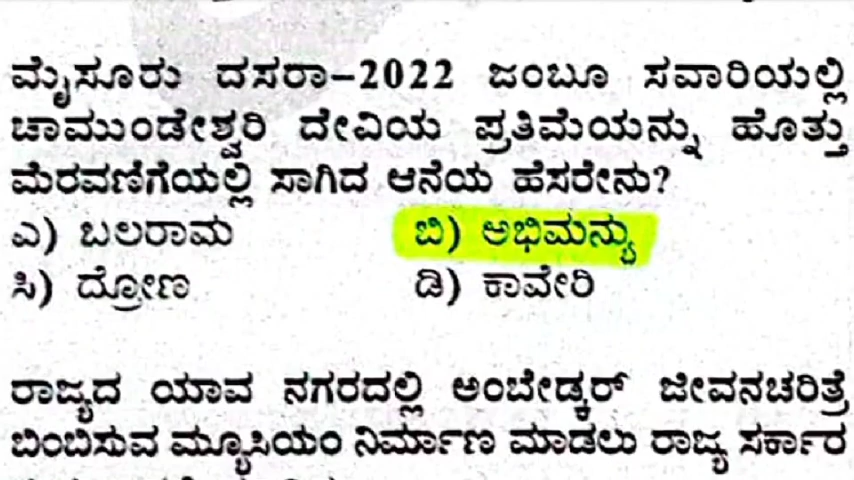 ಮೈಸೂರು ದಸರಾ–2022 ಜಂಬೂ ಸವಾರಿಯಲ್ಲಿ
ಚಾಮುಂಡೇಶ್ವರಿ ದೇವಿಯ ಪ್ರತಿಮೆಯನ್ನು ಹೊತ್ತು
ಮೆರವಣಿಗೆಯಲ್ಲಿ ಸಾಗಿದ ಆನೆಯ ಹೆಸರೇನು?
ಎ) ಬಲರಾಮ ಬಿ) ಅಭಿಮನ್ಯು
ಸಿ) ದ್ರೋಣ ಡಿ) ಕಾವೇರಿ
ರಾಜ್ಯದ ಯಾವ ನಗರದಲ್ಲಿ ಅಂಬೇಡ್ಕರ್ ಜೀವನಚರಿತ್ರೆ
ಬಿಂಬಿಸುವ ಮ್ಯೂಸಿಯಂ ನಿರ್ಮಾಣ ಮಾಡಲು ರಾಜ್ಯ ಸರ್ಕಾರ